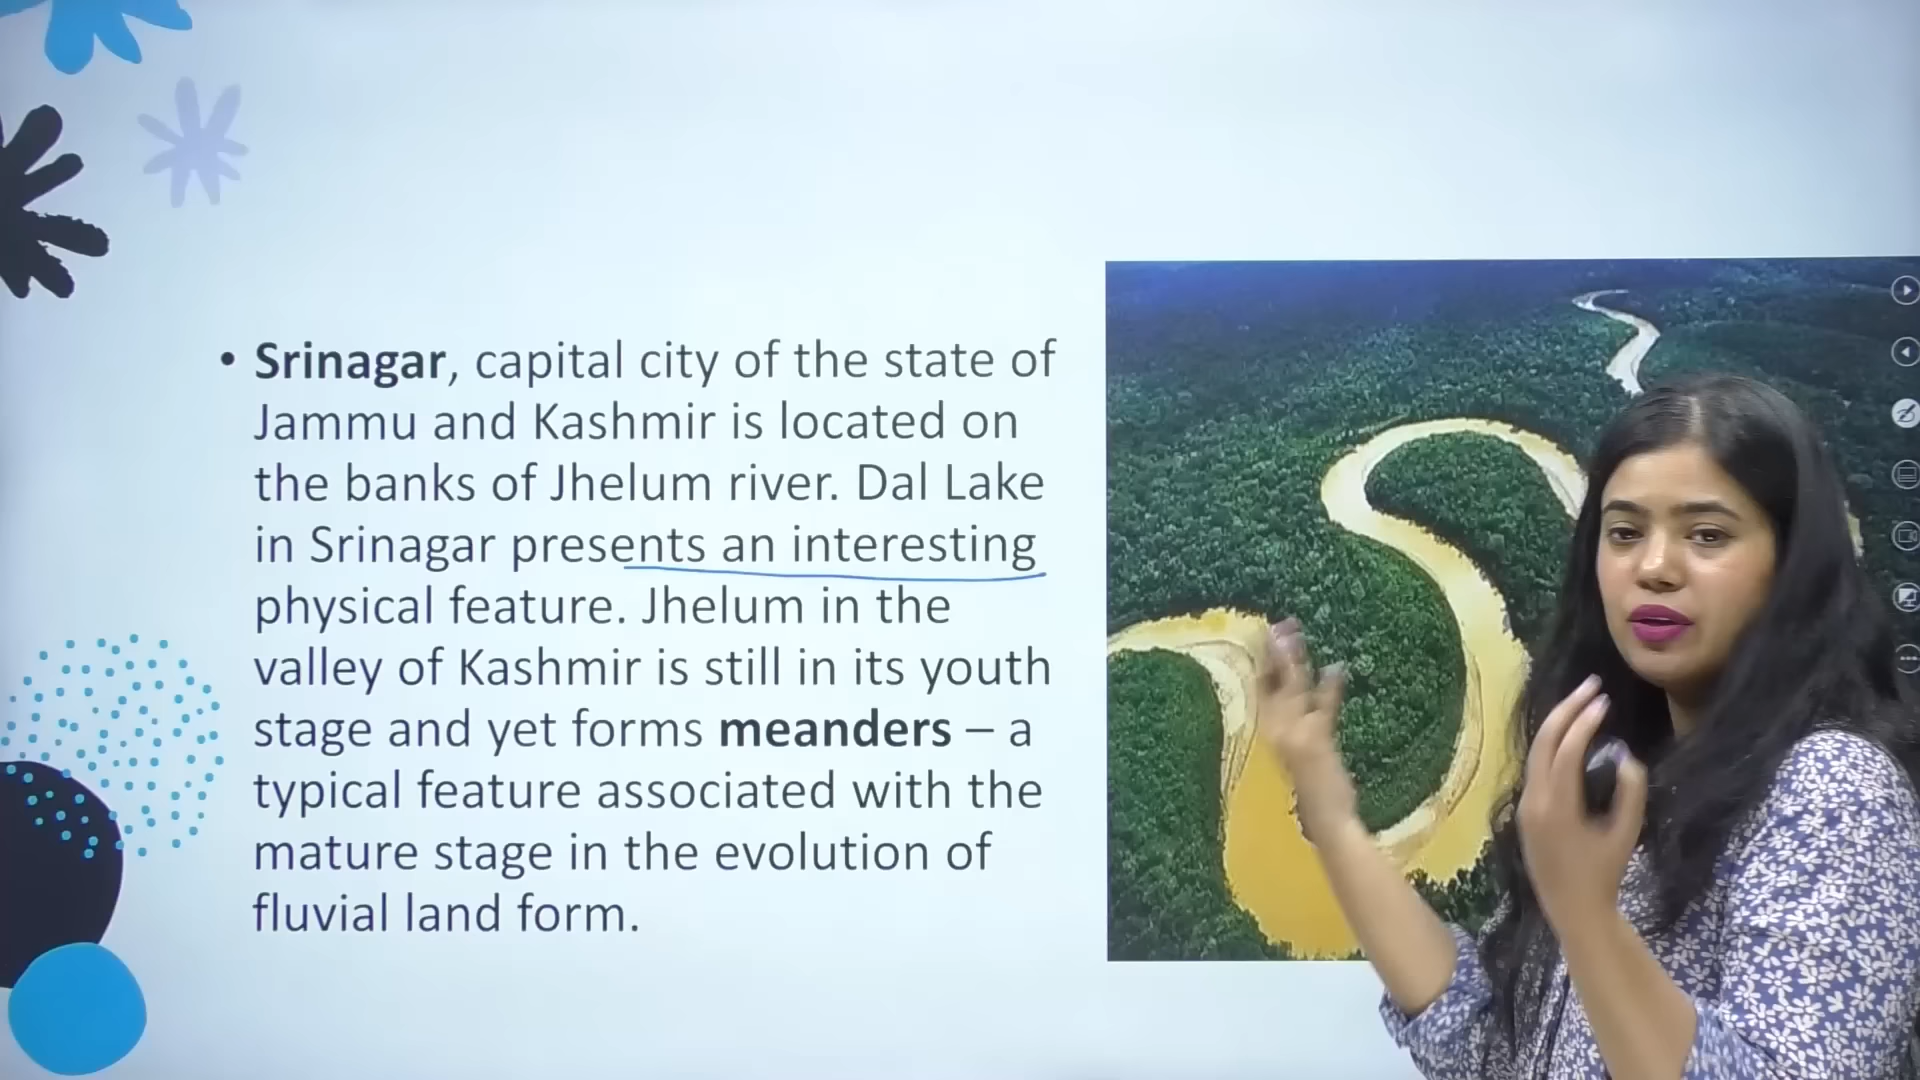 • Srinagar, capital city of the state of
Jammu and Kashmir is located on
the banks of Jhelum river. Dal Lake
in Srinagar presents an interesting
physical feature. Jhelum in the
valley of Kashmir is still in its youth
stage and yet forms meanders – a
typical feature associated with the
mature stage in the evolution of
fluvial land form.